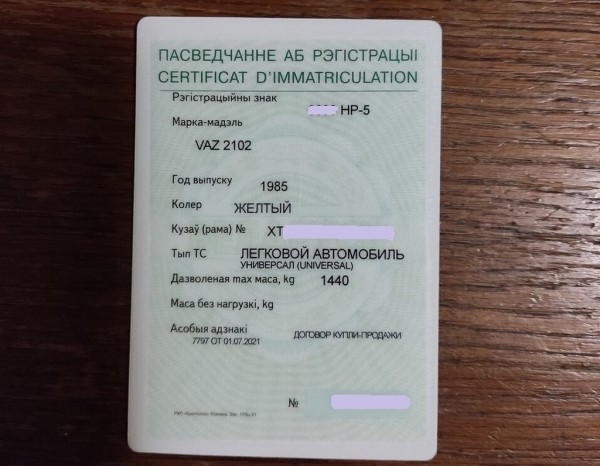 ПАСВЕДЧАННЕ АБ РЭГІСТРАЦЫІ
CERTIFICAT D'IMMATRICULATION
Рэгістрацыйны знак
HP-5
Марка-мадэль
VAZ 2102
Год выпуску 1985
Колер ЖЕЛТЫЙ
Кузаў (рама) № XT
Тып ТС ЛЕГКОВОЙ АВТОМОБИЛЬ
УНИВЕРСАЛ (UNIVERSAL)
Дазволеная max маса, kg 1440
Маса без нагрузкі, kg
Асобыя адзнакі ДОГОВОР КУПЛИ-ПРОДАЖИ
7797 ОТ 01.07.2021
№